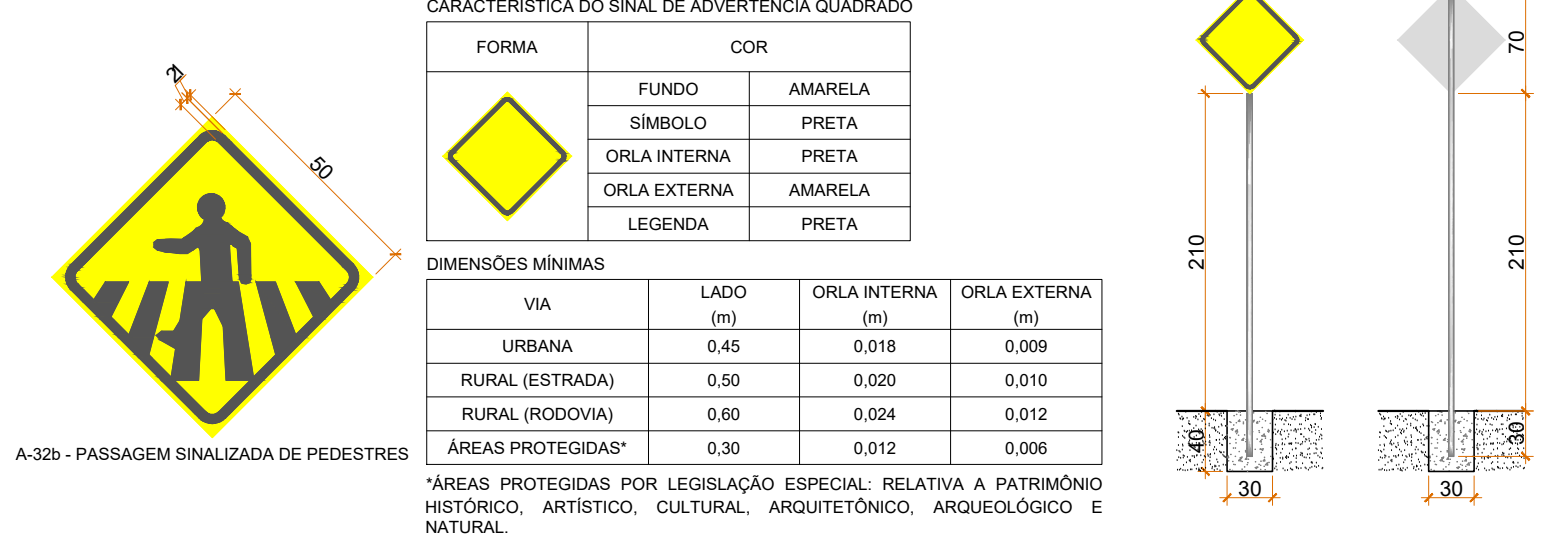 CARACTERÍSTICA DO SINAL DE ADVERTÊNCIA QUADRADO
FORMA COR
FUNDO AMARELA
SÍMBOLO PRETA
ORLA INTERNA PRETA
ORLA EXTERNA AMARELA
LEGENDA PRETA
21
50
A-32b - PASSAGEM SINALIZADA DE PEDESTRES
DIMENSÕES MÍNIMAS
VIA LADO (m) ORLA INTERNA (m) ORLA EXTERNA (m)
URBANA 0,45 0,018 0,009
RURAL (ESTRADA) 0,50 0,020 0,010
RURAL (RODOVIA) 0,60 0,024 0,012
ÁREAS PROTEGIDAS* 0,30 0,012 0,006
*ÁREAS PROTEGIDAS POR LEGISLAÇÃO ESPECIAL: RELATIVA A PATRIMÔNIO
HISTÓRICO, ARTÍSTICO, CULTURAL, ARQUITETÔNICO, ARQUEOLÓGICO E
NATURAL.
210
40
30
70
210
30
30